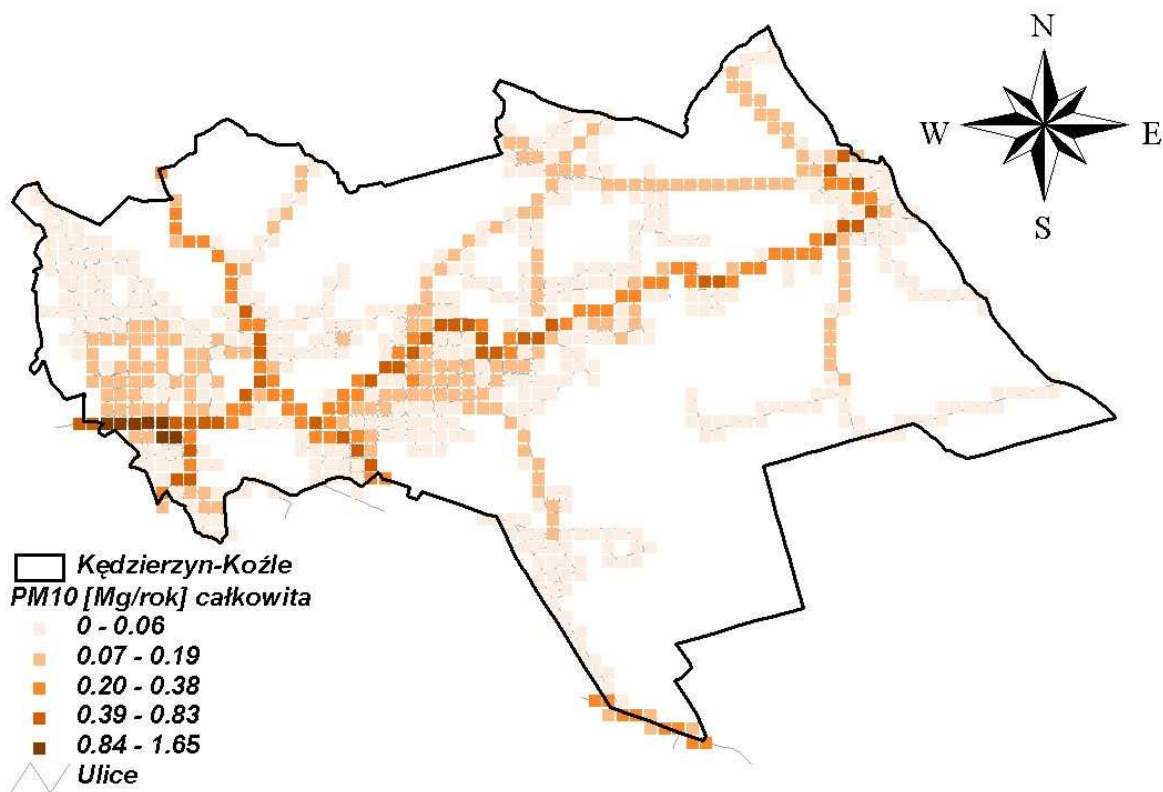 N
W E
S
Kędzierzyn-Koźle
PM10 [Mg/rok] całkowita
0 - 0.06
0.07 - 0.19
0.20 - 0.38
0.39 - 0.83
0.84 - 1.65
Ulice